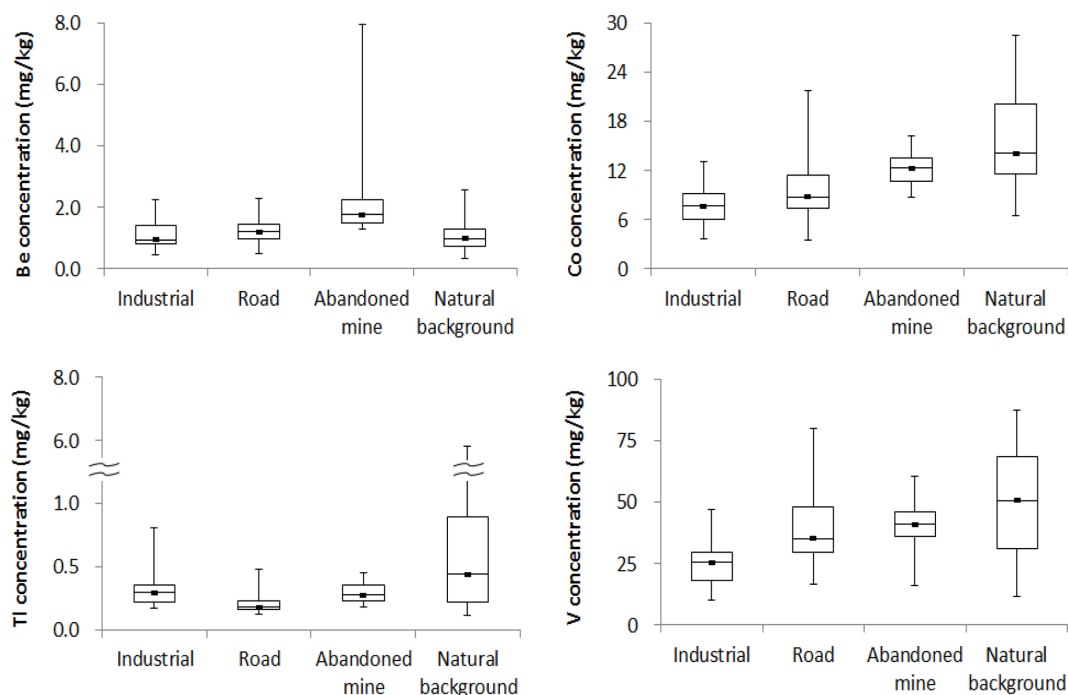 Be concentration (mg/kg)
8.0
6.0
4.0
2.0
0.0
Industrial
Road
Abandoned
mine
Natural
background
Co concentration (mg/kg)
30
24
18
12
6
0
Industrial
Road
Abandoned
mine
Natural
background
Tl concentration (mg/kg)
8.0
6.0
1.0
0.5
0.0
Industrial
Road
Abandoned
mine
Natural
background
V concentration (mg/kg)
100
75
50
25
0
Industrial
Road
Abandoned
mine
Natural
background